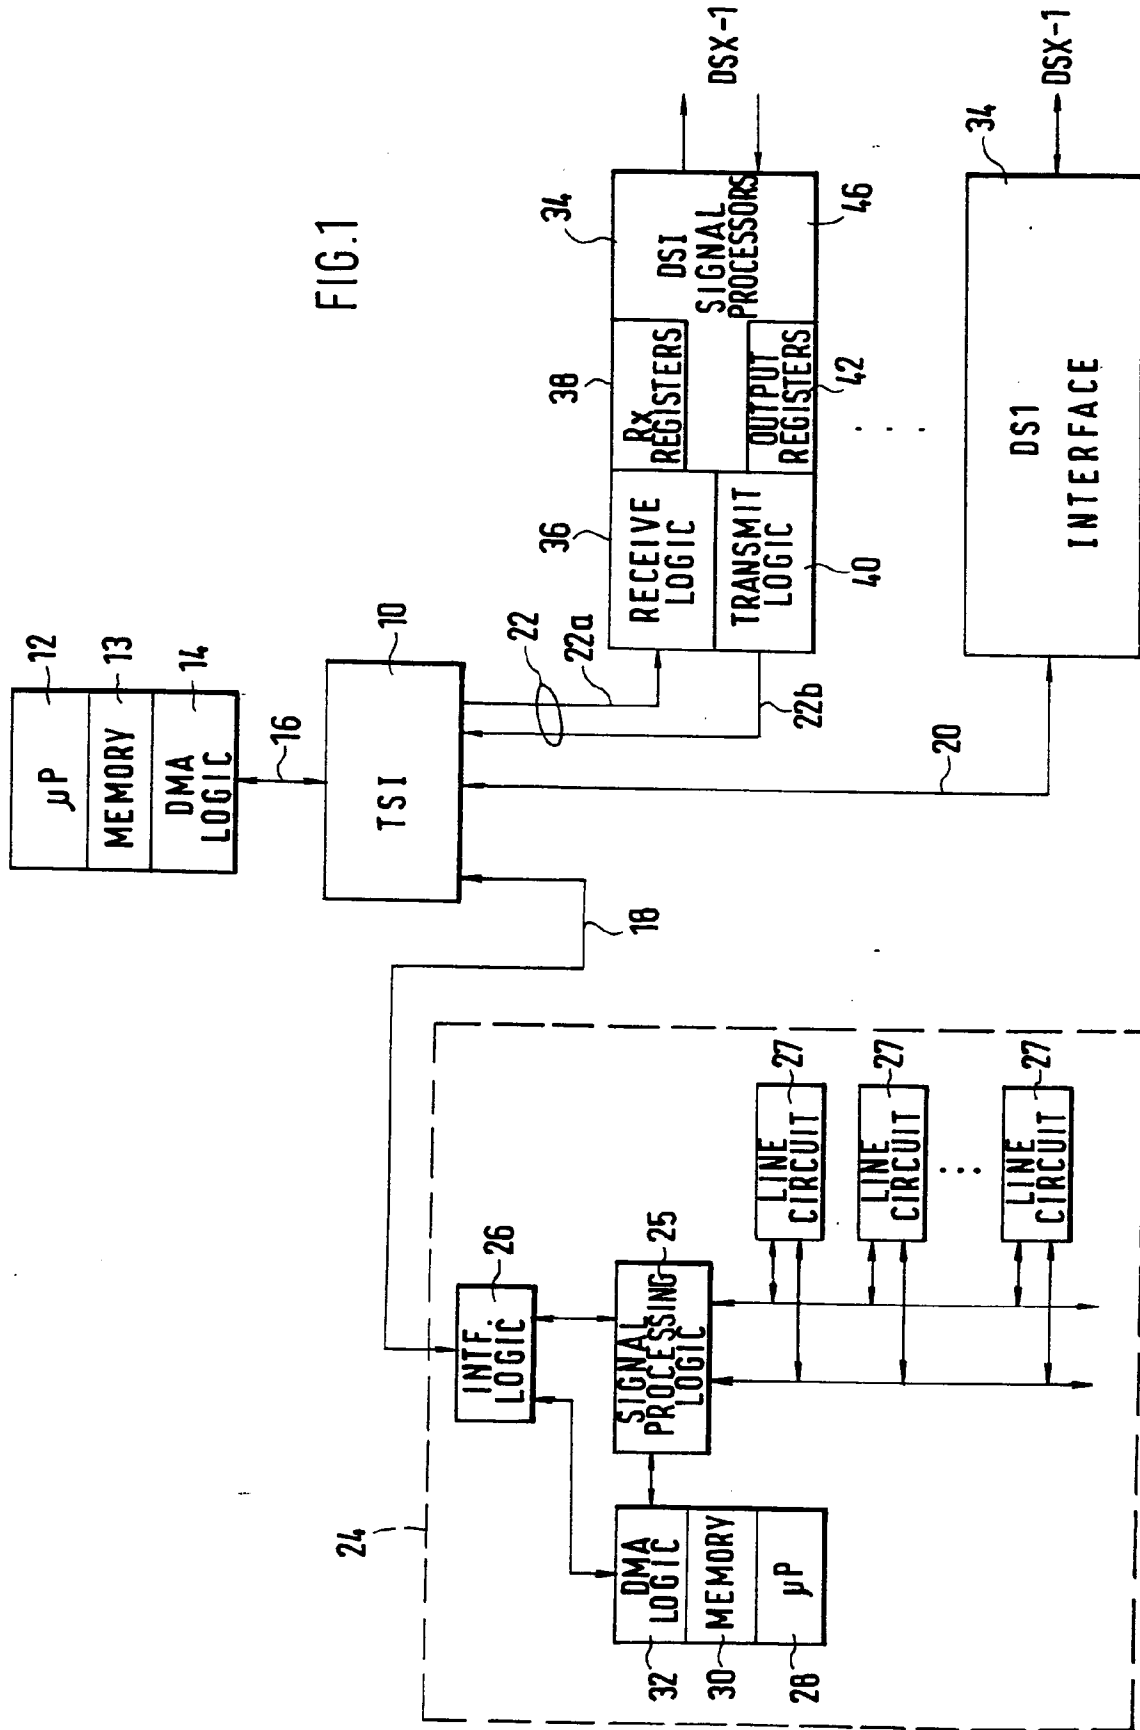 FIG.1
12
13
14
µP
MEMORY
DMA
LOGIC
16
10
TSI
22
22a
22b
20
18
34
36
38
RECEIVE
LOGIC
Rx
REGISTERS
DSI
SIGNAL
PROCESSORS
TRANSMIT
LOGIC
OUTPUT
REGISTERS
40
42
46
DSX-1
. . .
34
DS1
INTERFACE
DSX-1
24
26
INTF.
LOGIC
25
SIGNAL
PROCESSING
LOGIC
DMA
LOGIC
MEMORY
µP
32
30
28
LINE
CIRCUIT
27
LINE
CIRCUIT
27
...
LINE
CIRCUIT
27